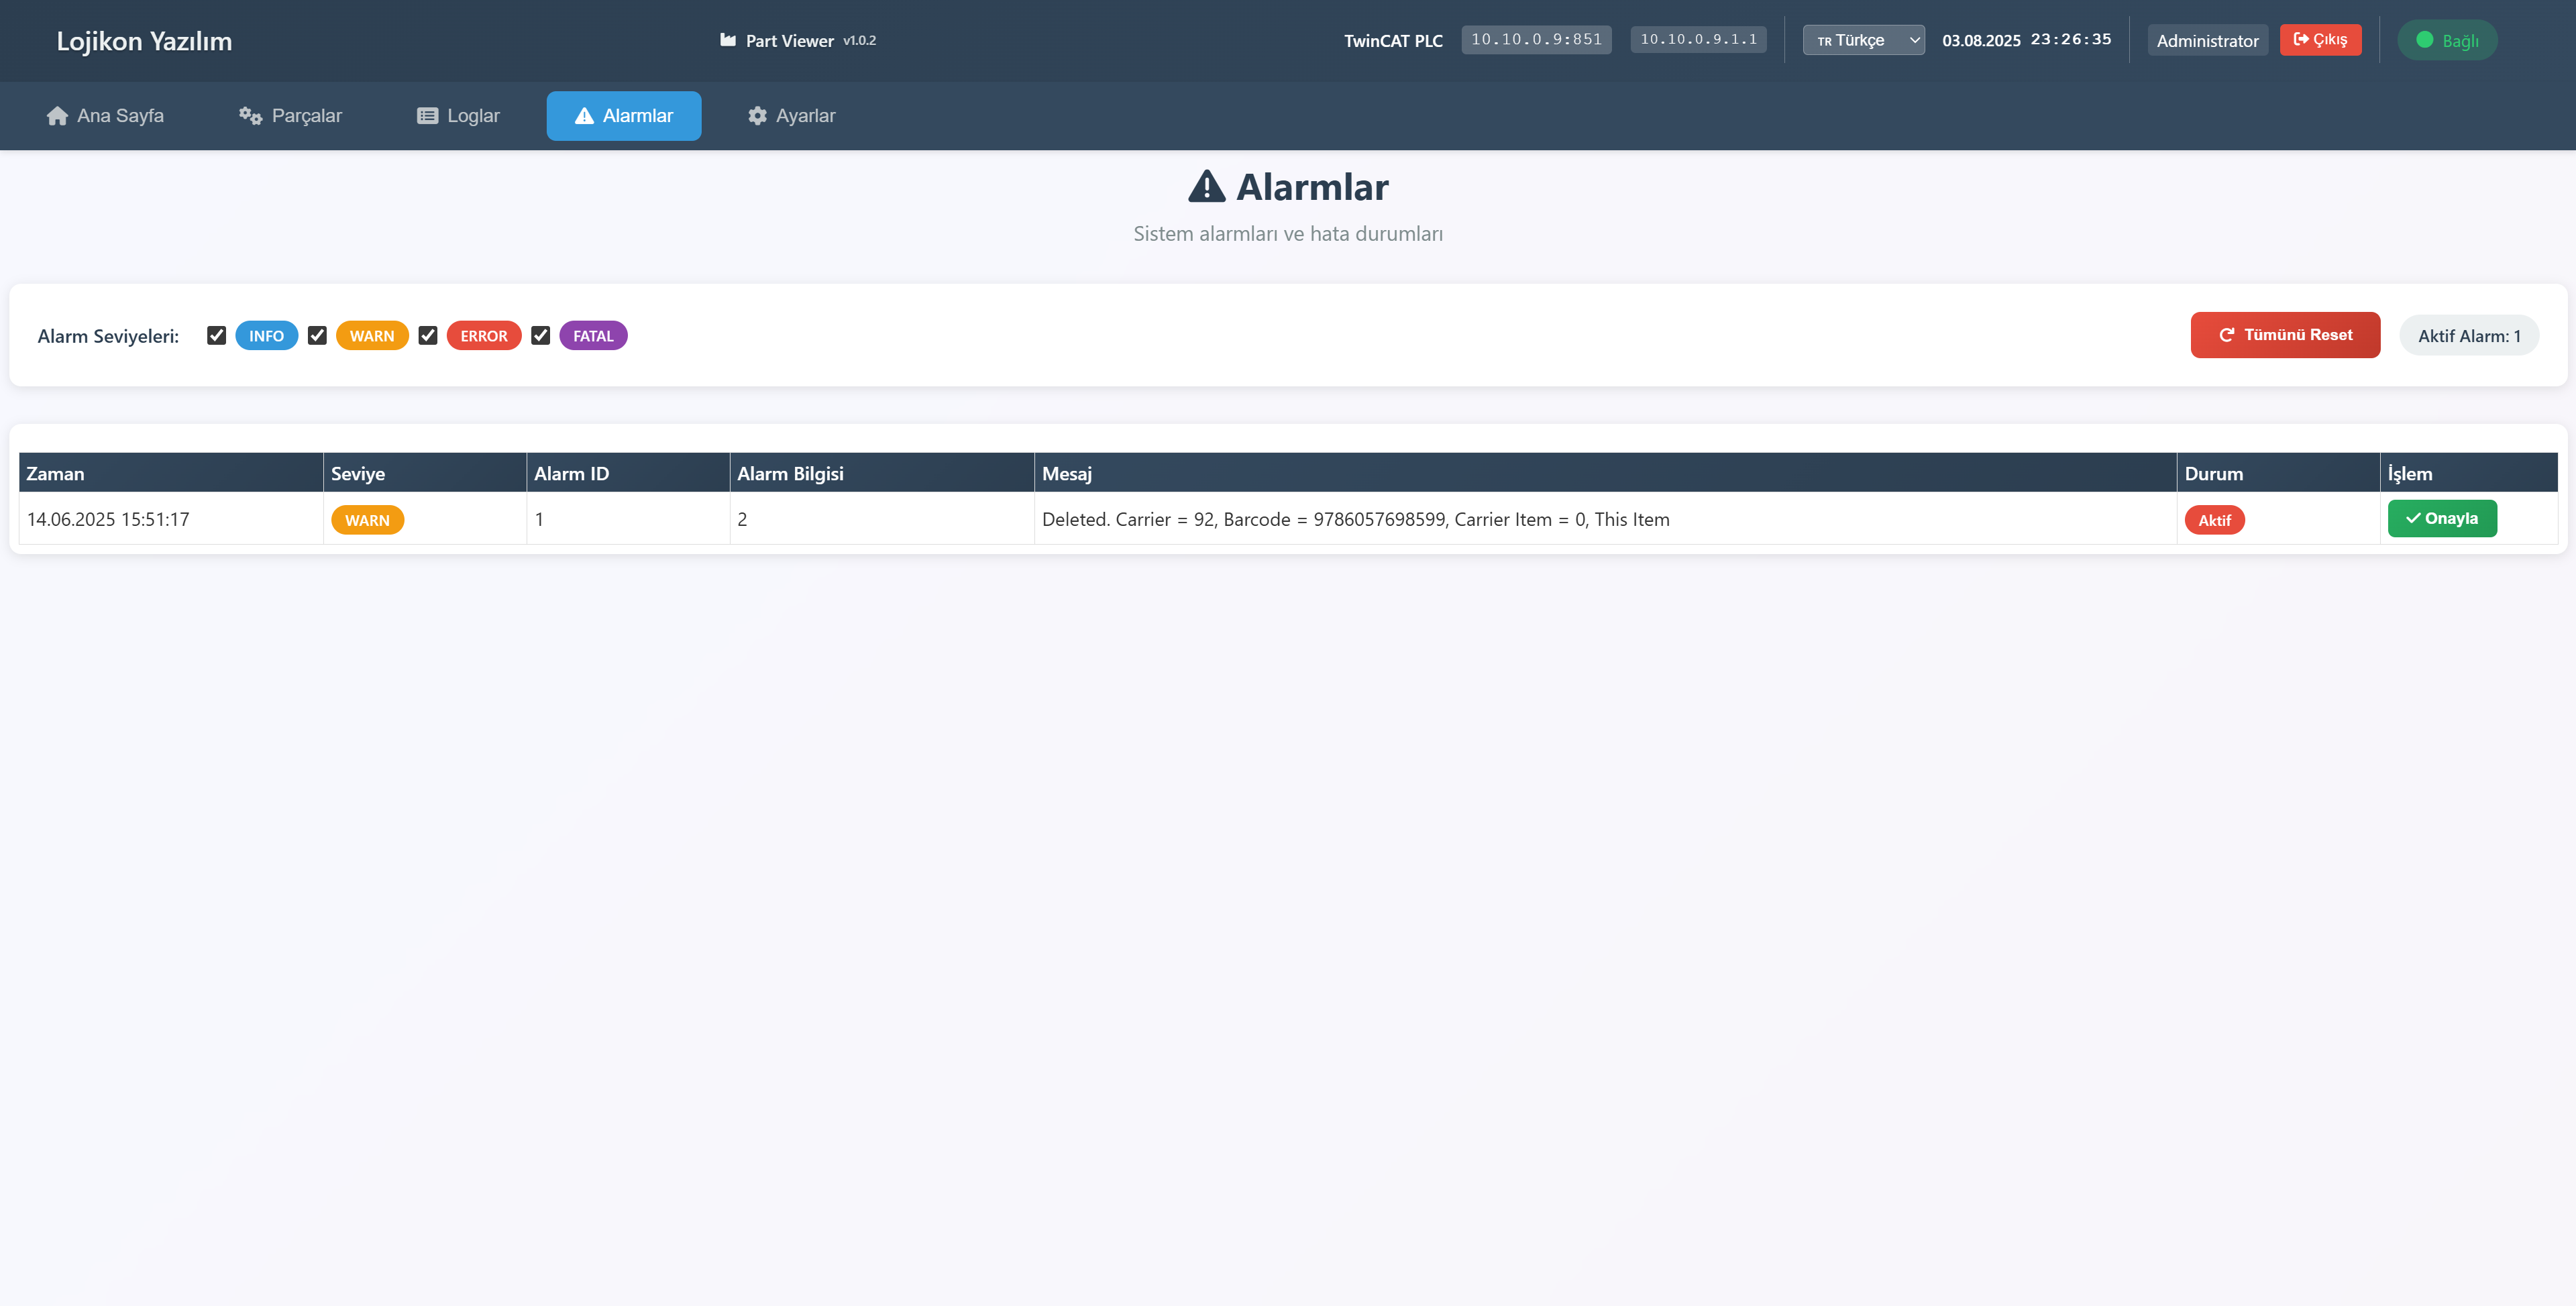 Lojikon Yazılım
Part Viewer v1.0.2
TwinCAT PLC 10.10.0.9:851 10.10.0.9.1.1 TR Türkçe 03.08.2025 23:26:35 Administrator Çıkış Bağlı
Ana Sayfa Parçalar Loglar Alarmlar Ayarlar
Alarmlar
Sistem alarmları ve hata durumları
Alarm Seviyeleri: INFO WARN ERROR FATAL Tümünü Reset Aktif Alarm: 1
Zaman Seviye Alarm ID Alarm Bilgisi Mesaj Durum İşlem
14.06.2025 15:51:17 WARN 1 2 Deleted. Carrier = 92, Barcode = 9786057698599, Carrier Item = 0, This Item Aktif Onayla